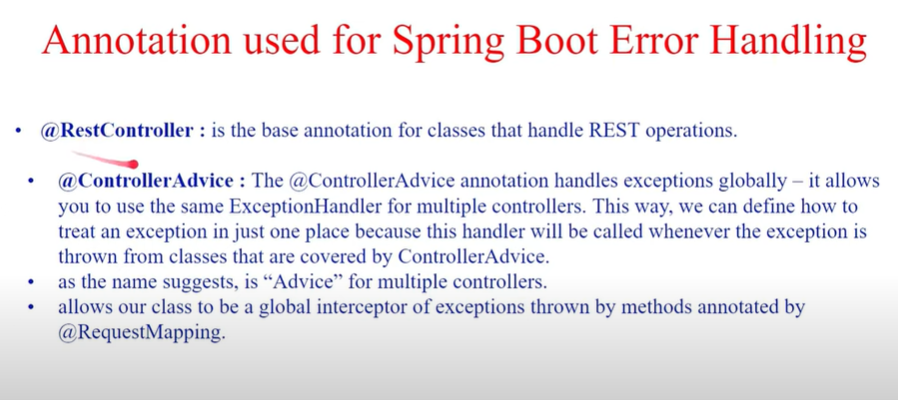 Annotation used for Spring Boot Error Handling
• @RestController : is the base annotation for classes that handle REST operations.
• @ControllerAdvice : The @ControllerAdvice annotation handles exceptions globally – it allows
you to use the same ExceptionHandler for multiple controllers. This way, we can define how to
treat an exception in just one place because this handler will be called whenever the exception is
thrown from classes that are covered by ControllerAdvice.
• as the name suggests, is “Advice” for multiple controllers.
• allows our class to be a global interceptor of exceptions thrown by methods annotated by
@RequestMapping.